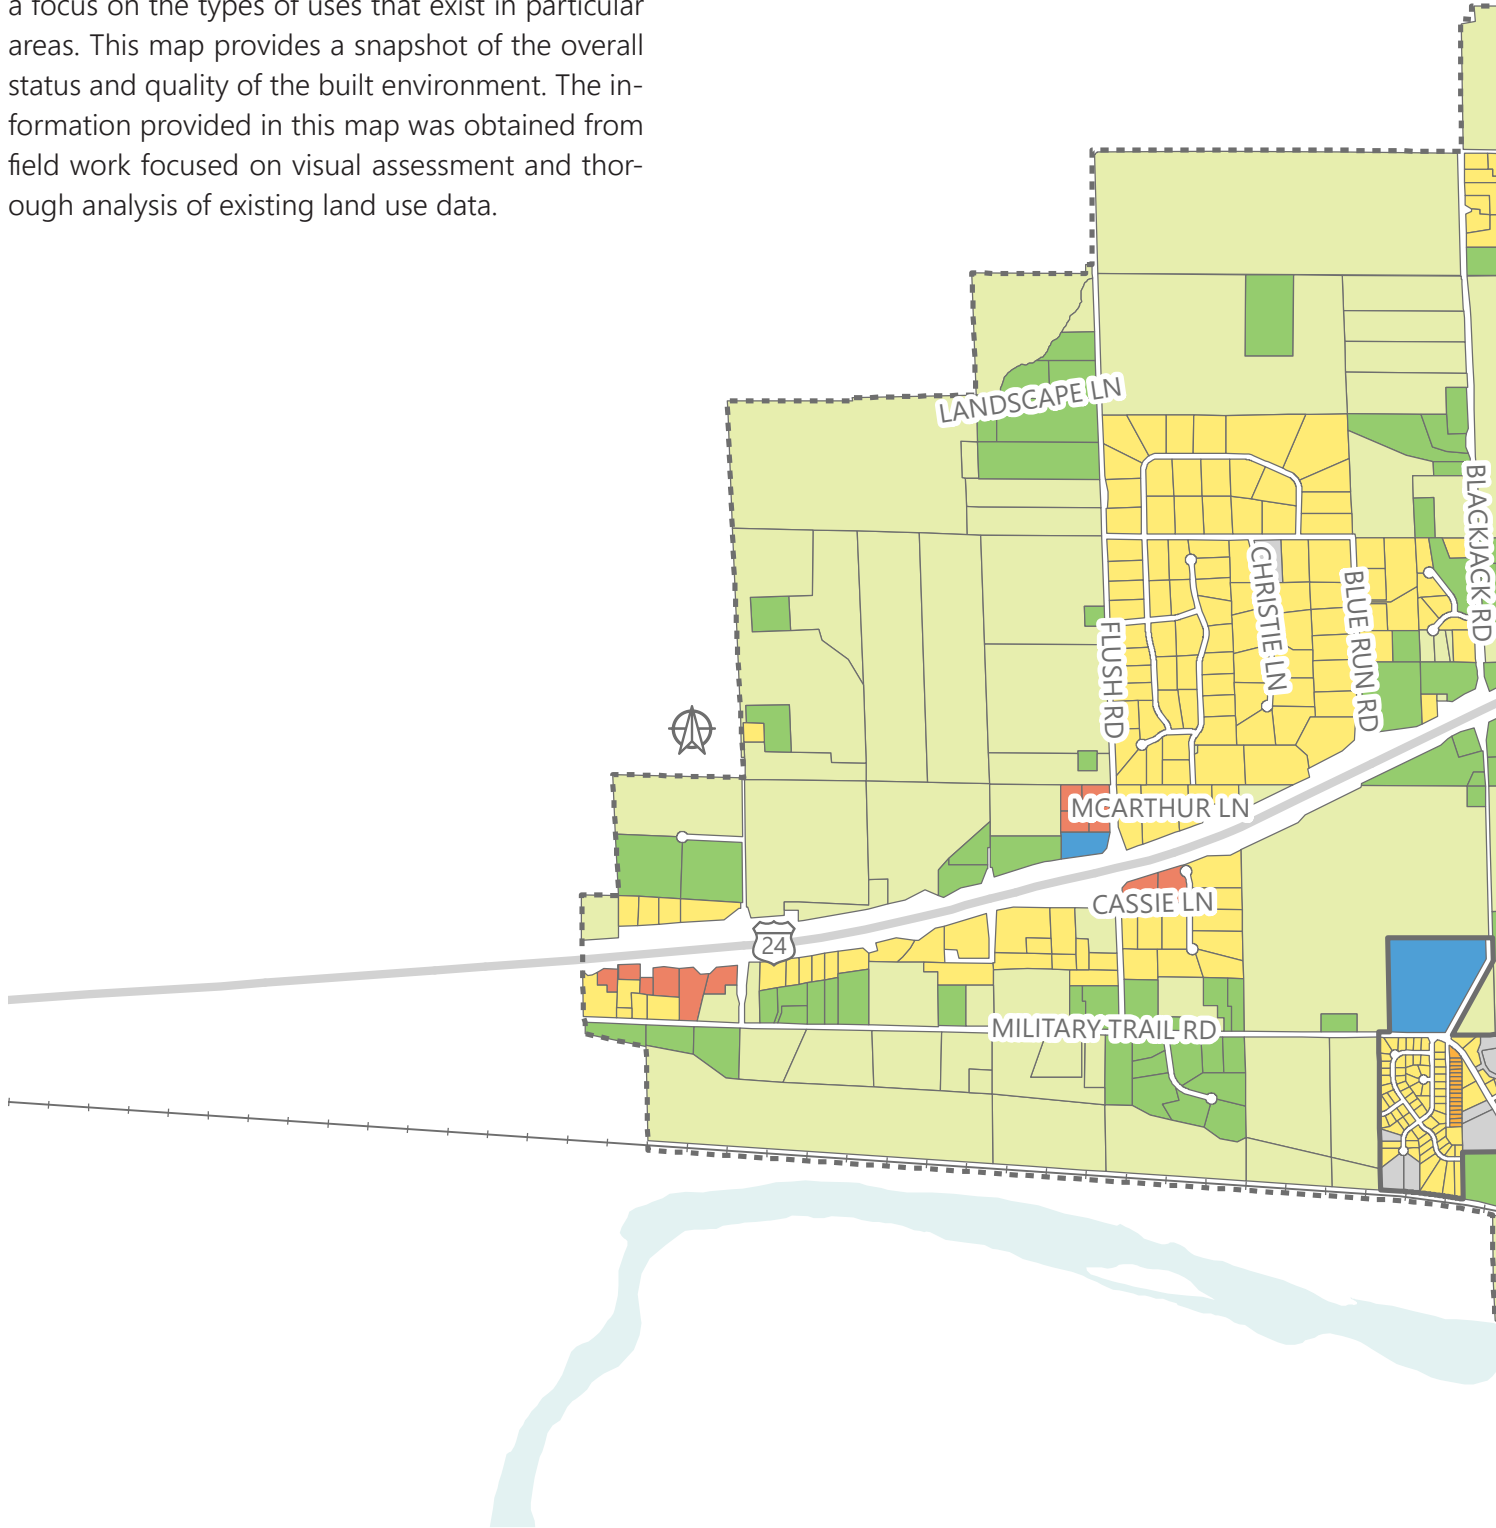 a focus on the types of uses that exist in particular
areas. This map provides a snapshot of the overall
status and quality of the built environment. The in-
formation provided in this map was obtained from
field work focused on visual assessment and thor-
ough analysis of existing land use data.
LANDSCAPE LN
BLACKJACK RD
CHRISTIE LN
BLUE RUN RD
FLUSH RD
MCARTHUR LN
CASSIE LN
24
MILITARY TRAIL RD